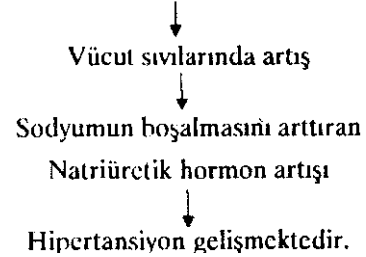 Vücut sıvılarında artış
Sodyumun boşalmasını arttıran
Natriüretik hormon artışı
Hipertansiyon gelişmektedir.